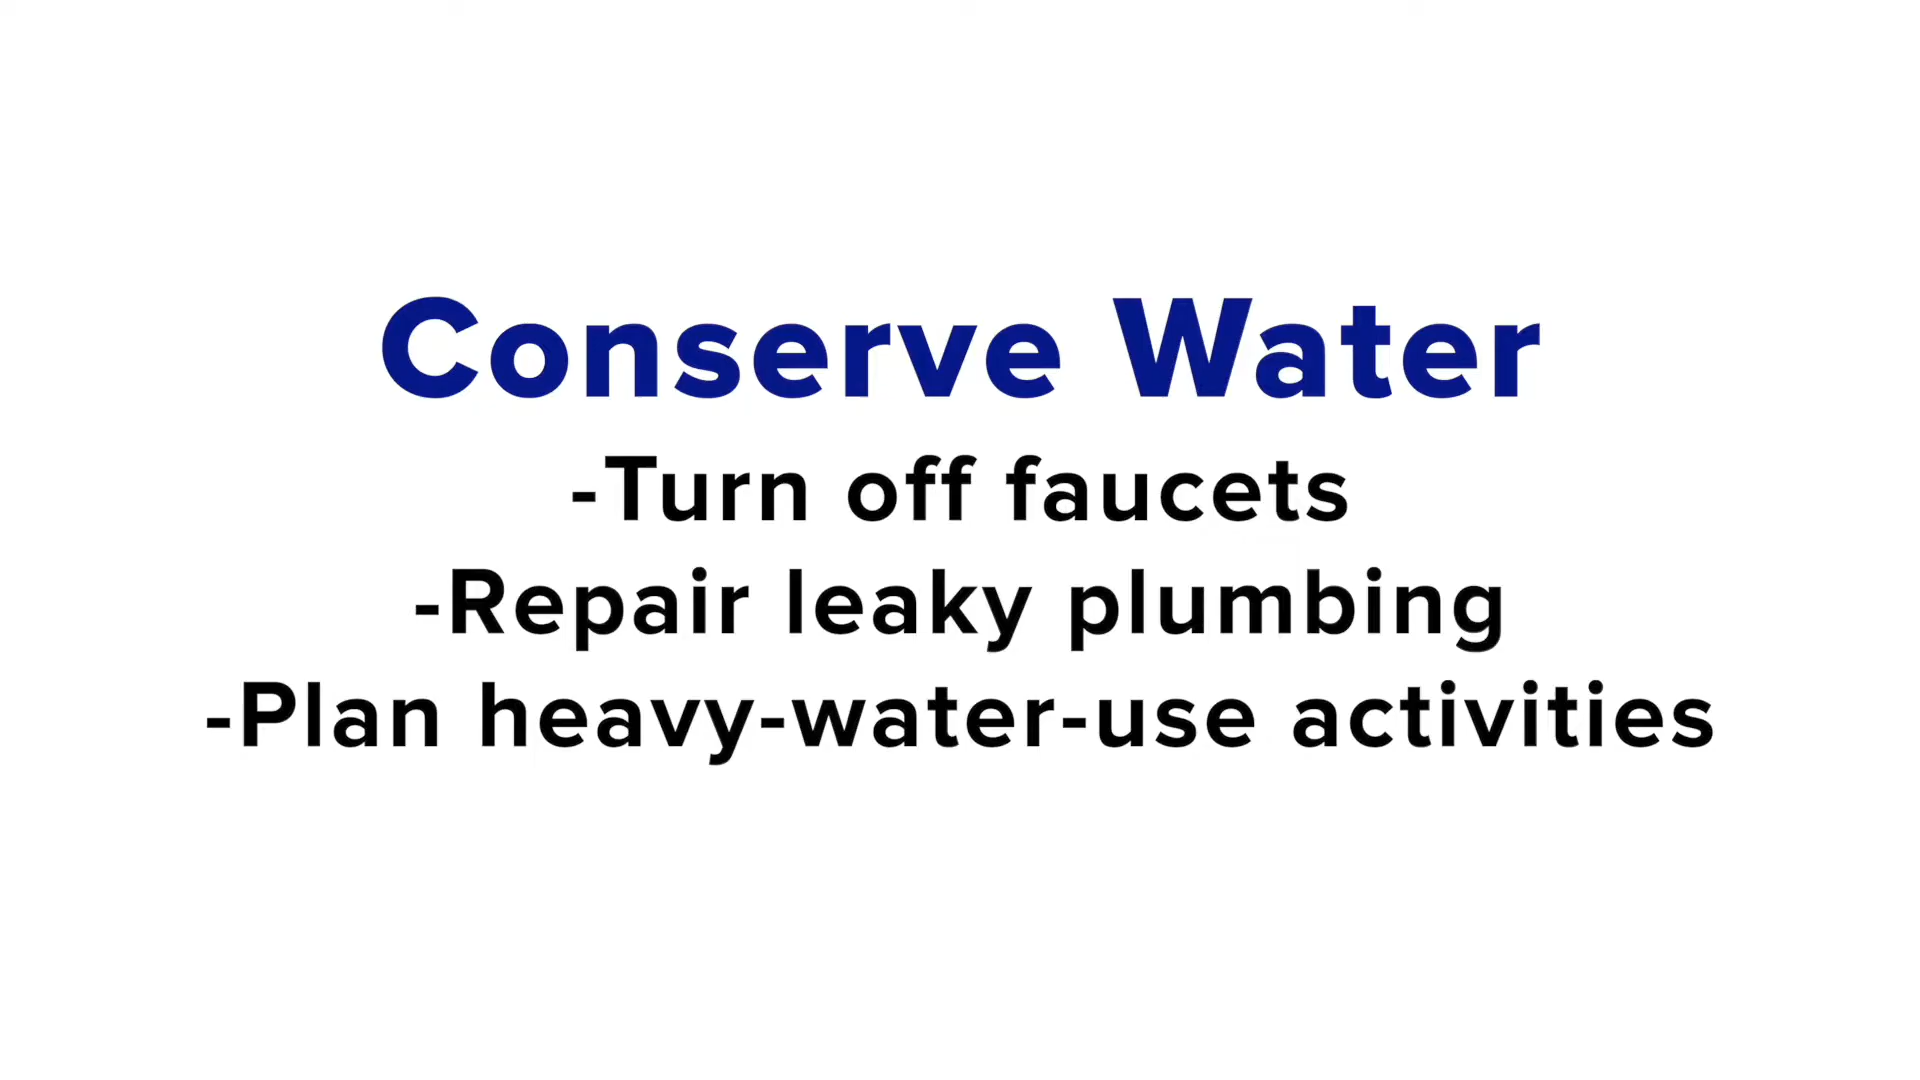 Conserve Water
-Turn off faucets
-Repair leaky plumbing
-Plan heavy-water-use activities